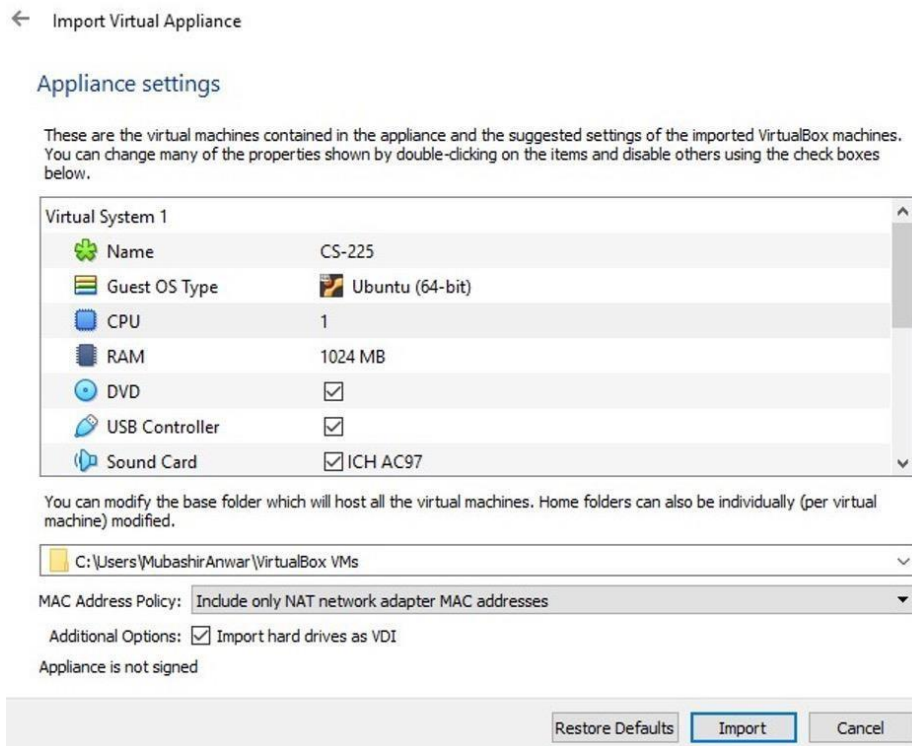 Import Virtual Appliance
Appliance settings
These are the virtual machines contained in the appliance and the suggested settings of the imported VirtualBox machines.
You can change many of the properties shown by double-clicking on the items and disable others using the check boxes
below.
Virtual System 1
Name CS-225
Guest OS Type Ubuntu (64-bit)
CPU 1
RAM 1024 MB
DVD
USB Controller
Sound Card ICH AC97
You can modify the base folder which will host all the virtual machines. Home folders can also be individually (per virtual
machine) modified.
C:\Users\MubashirAnwar\VirtualBox VMs
MAC Address Policy: Include only NAT network adapter MAC addresses
Additional Options: Import hard drives as VDI
Appliance is not signed
Restore Defaults Import Cancel